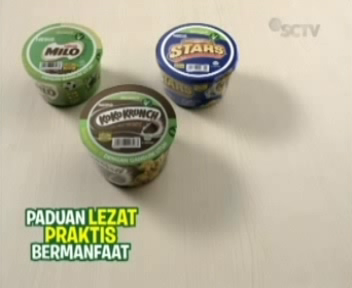 SCTV
MILO
STARS
KOKO KRUNCH
PADUAN LEZAT
PRAKTIS
BERMANFAAT